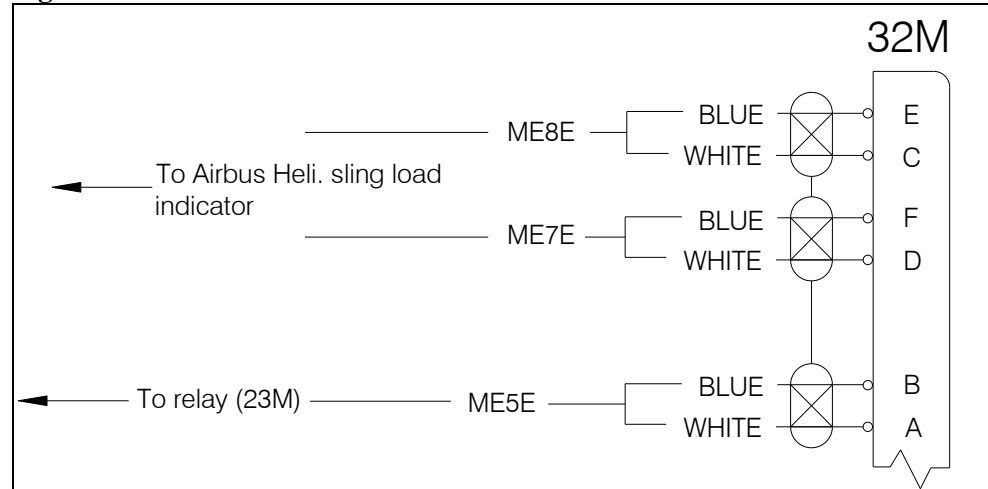 32M
BLUE
E
ME8E
WHITE
C
To Airbus Heli. sling load
indicator
BLUE
F
ME7E
WHITE
D
BLUE
B
To relay (23M)
ME5E
WHITE
A